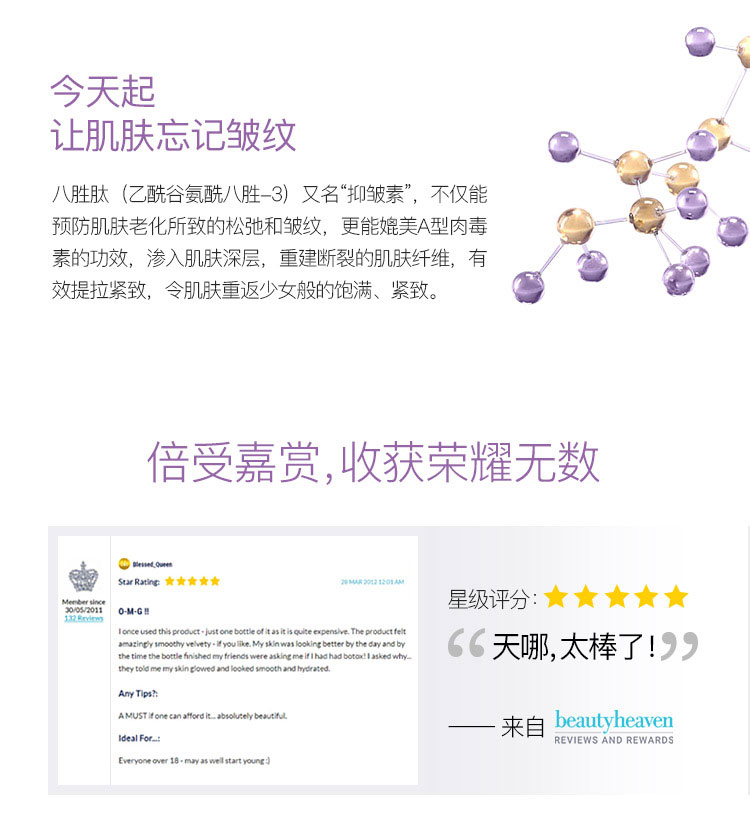 今天起
让肌肤忘记皱纹
八胜肽（乙酰谷氨酰八胜-3）又名“抑皱素”，不仅能
预防肌肤老化所致的松弛和皱纹，更能媲美A型肉毒
素的功效，渗入肌肤深层，重建断裂的肌肤纤维，有
效提拉紧致，令肌肤重返少女般的饱满、紧致。
倍受嘉赏,收获荣耀无数
Blessed_Queen
Star Rating:
28 MAR 2012 12:01 AM
Member since
30/05/2011
132 Reviews
O-M-G !!
I once used this product - just one bottle of it as it is quite expensive. The product felt
amazingly smoothy velvety - if you like. My skin was looking better by the day and by
the time the bottle finished my friends were asking me if I had had botox! I asked why...
they told me my skin glowed and looked smooth and hydrated.
Any Tips?:
A MUST if one can afford it... absolutely beautiful.
Ideal For...:
Everyone over 18 - may as well start young :)
星级评分:
“天哪,太棒了!”
—— 来自 beautyheaven
REVIEWS AND REWARDS